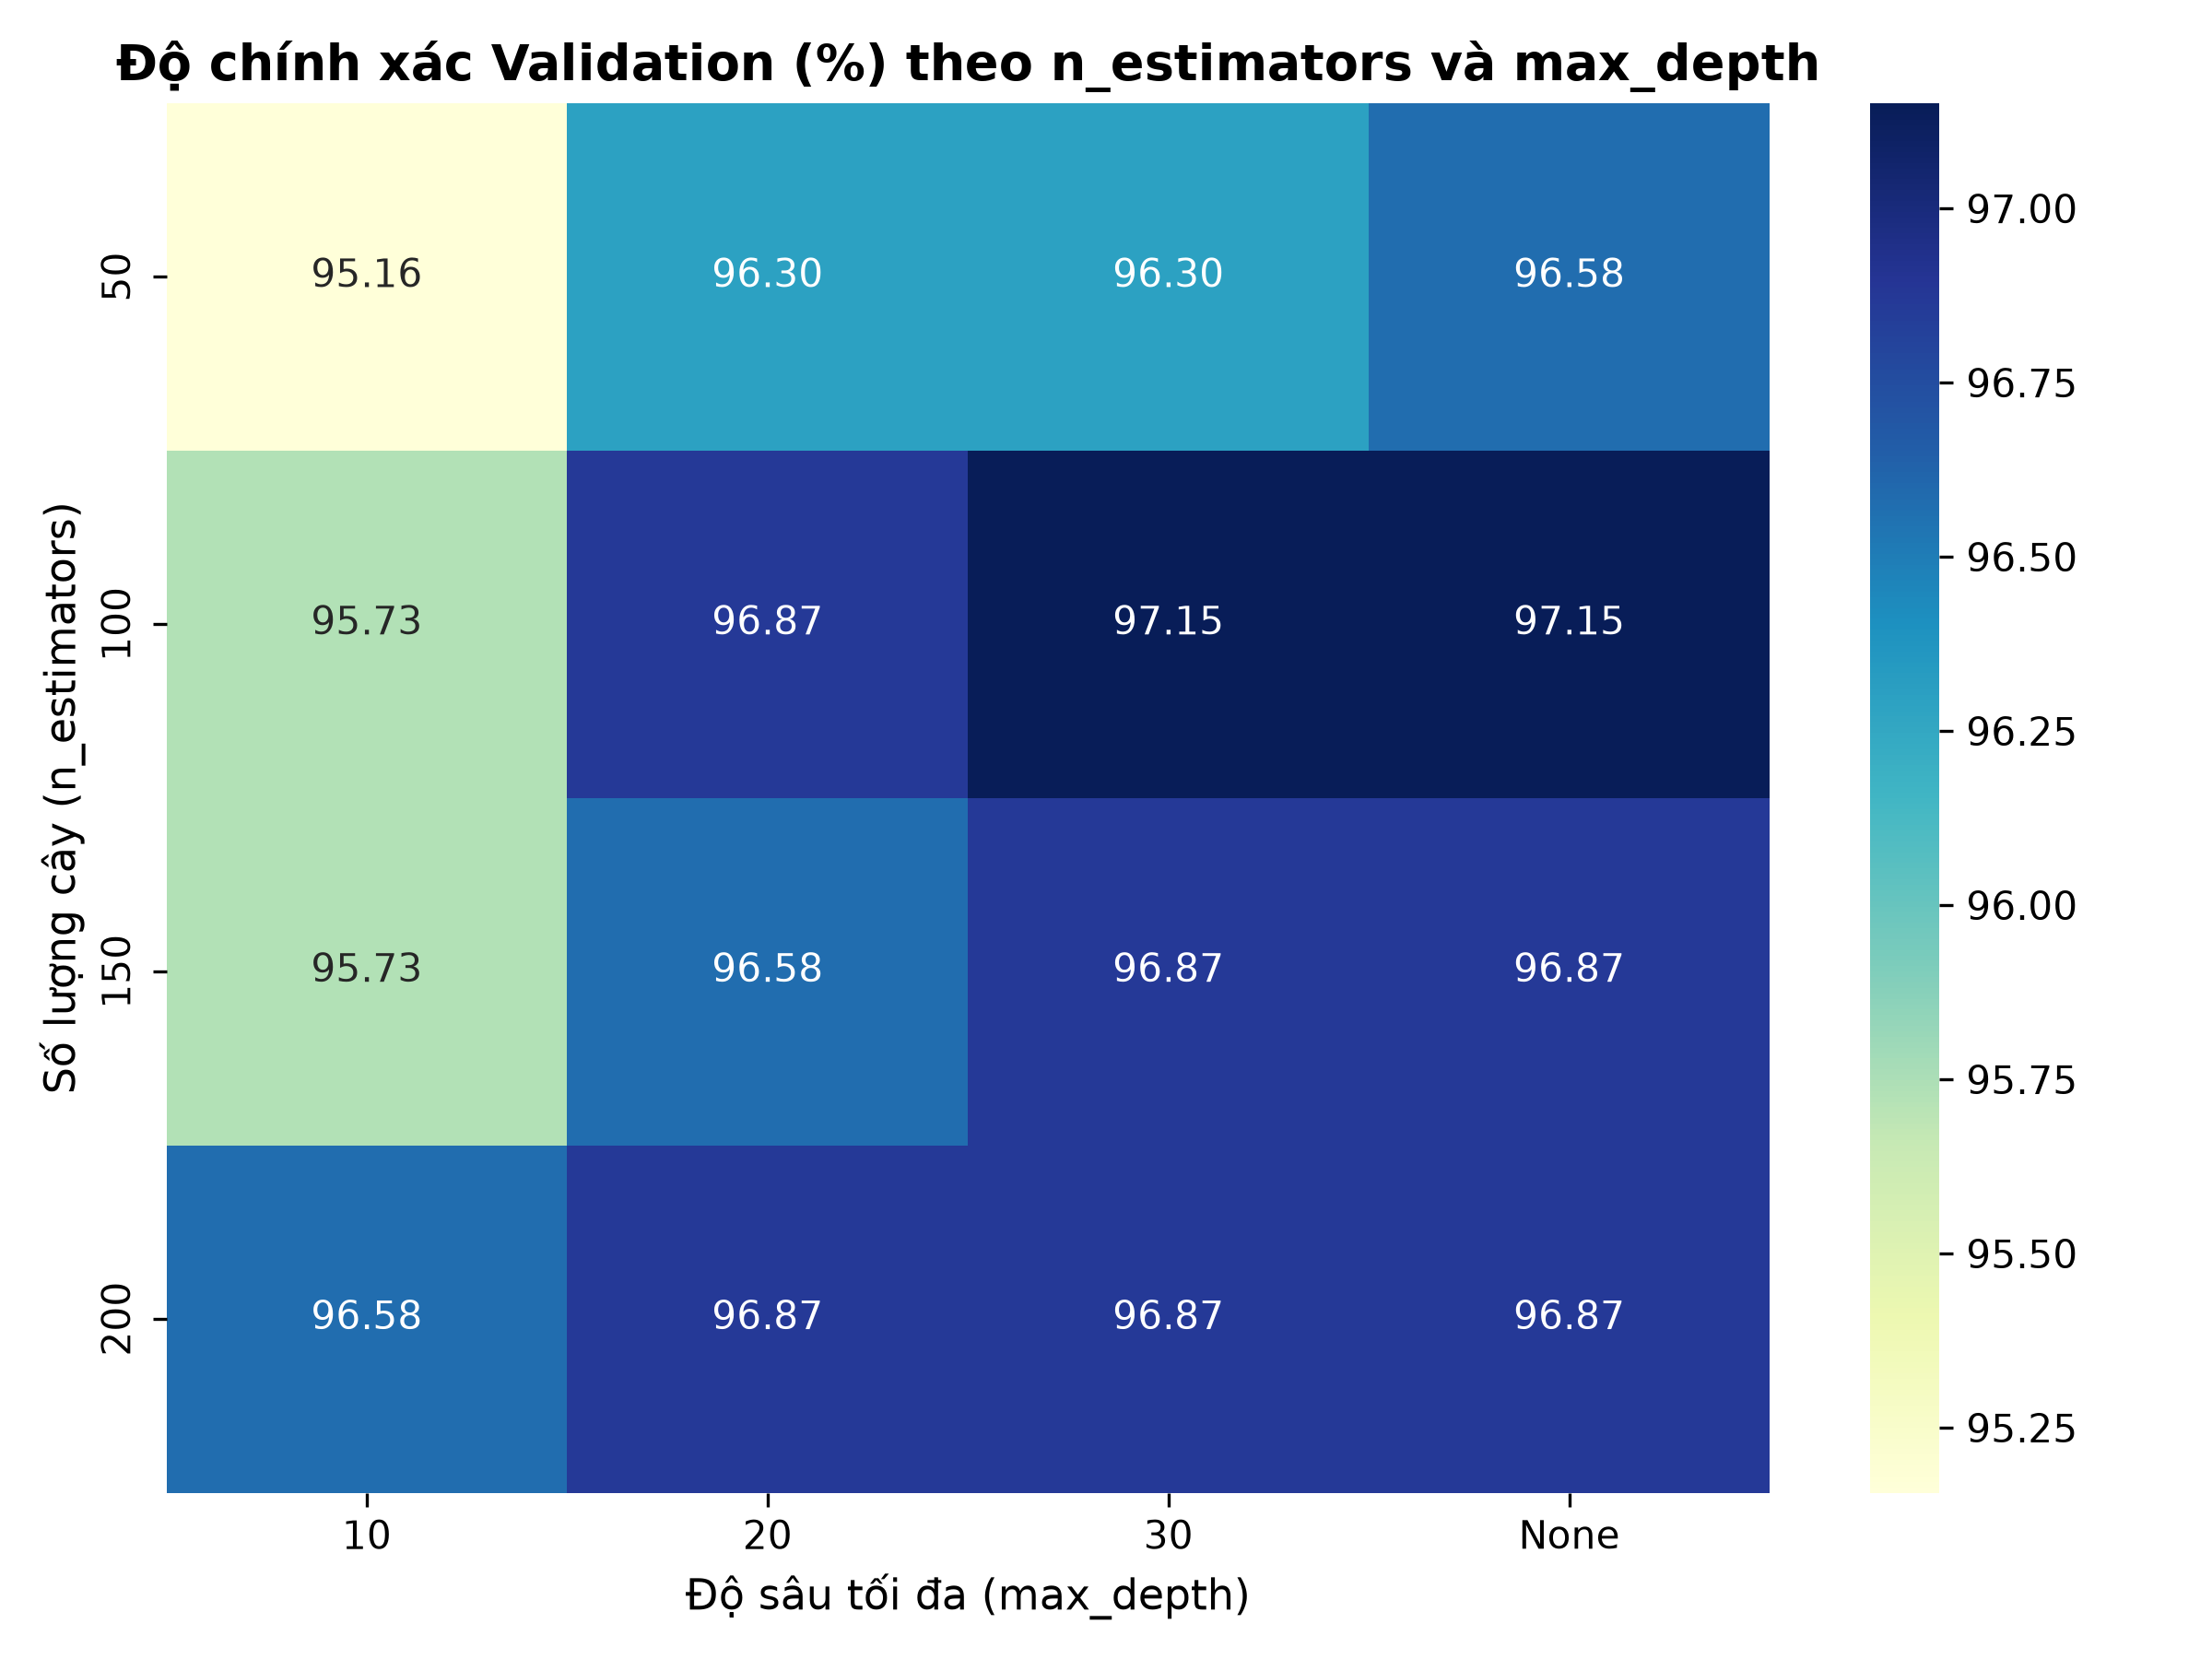 Độ chính xác Validation (%) theo n_estimators và max_depth
Số lượng cây (n_estimators)
50
95.16 96.30 96.30 96.58
100
95.73 96.87 97.15 97.15
150
95.73 96.58 96.87 96.87
200
96.58 96.87 96.87 96.87
10 20 30 None
Độ sâu tối đa (max_depth)
97.00
96.75
96.50
96.25
96.00
95.75
95.50
95.25